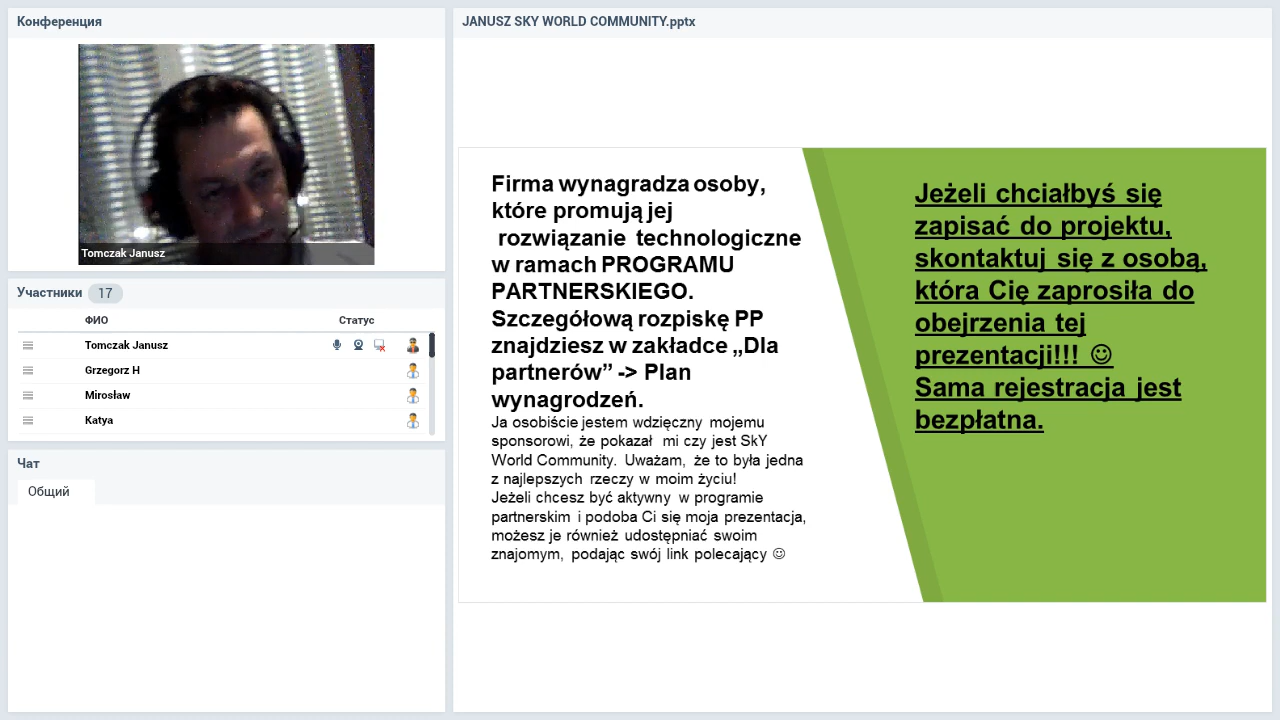 Конференция
Tomczak Janusz
Участники 17
ФИО Статус
Tomczak Janusz
Grzegorz H
Mirosław
Katya
Чат
Общий
JANUSZ SKY WORLD COMMUNITY.pptx
Firma wynagradza osoby,
które promują jej
rozwiązanie technologiczne
w ramach PROGRAMU
PARTNERSKIEGO.
Szczegółową rozpiskę PP
znajdziesz w zakładce „Dla
partnerów” -> Plan
wynagrodzeń.
Ja osobiście jestem wdzięczny mojemu
sponsorowi, że pokazał mi czy jest SkY
World Community. Uważam, że to była jedna
z najlepszych rzeczy w moim życiu!
Jeżeli chcesz być aktywny w programie
partnerskim i podoba Ci się moja prezentacja,
możesz je również udostępniać swoim
znajomym, podając swój link polecający ☺
Jeżeli chciałbyś się
zapisać do projektu,
skontaktuj się z osobą,
która Cię zaprosiła do
obejrzenia tej
prezentacji!!! ☺
Sama rejestracja jest
bezpłatna.